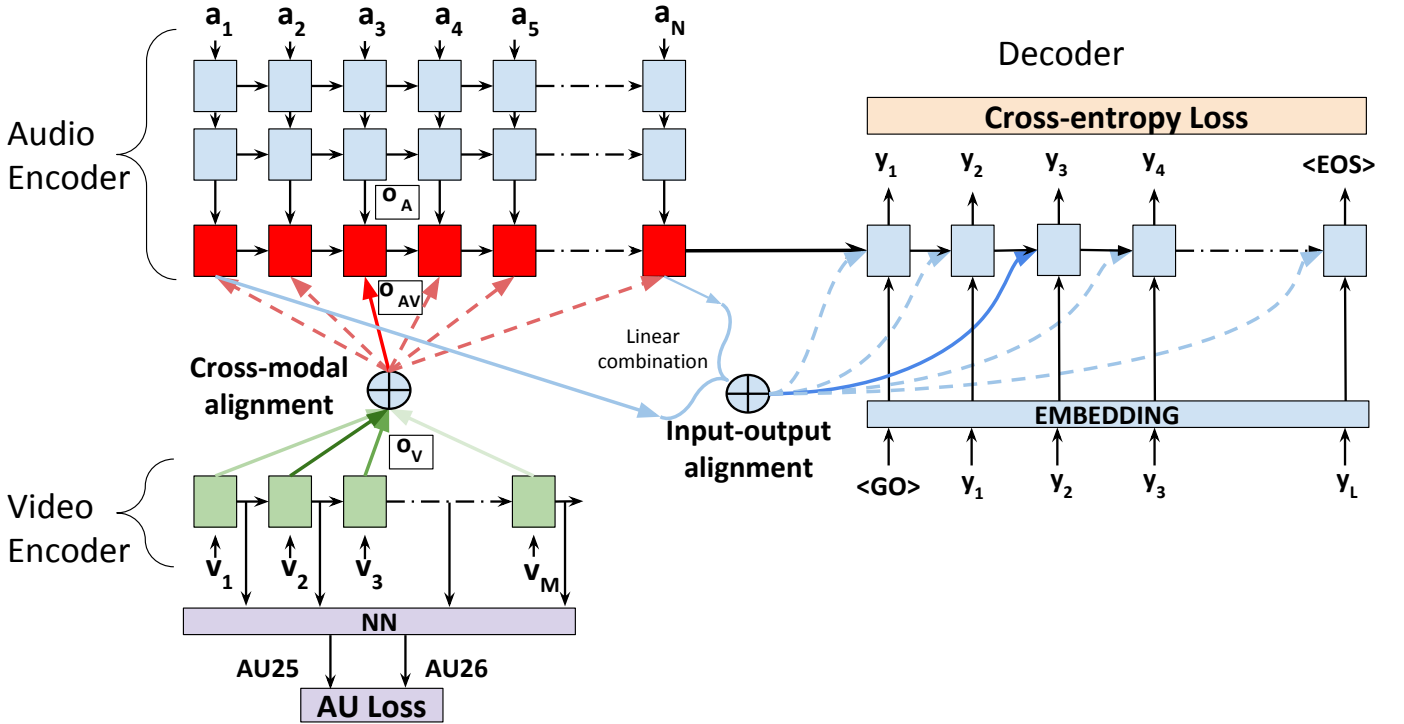 a1 a2 a3 a4 a5 aN
Decoder
Cross-entropy Loss
Audio
Encoder
y1 y2 y3 y4 <EOS>
oA
oAV
Linear
combination
Cross-modal
alignment
EMBEDDING
Input-output
alignment
oV
<GO> y1 y2 y3 yL
Video
Encoder
v1 v2 v3 vM
NN
AU25 AU26
AU Loss